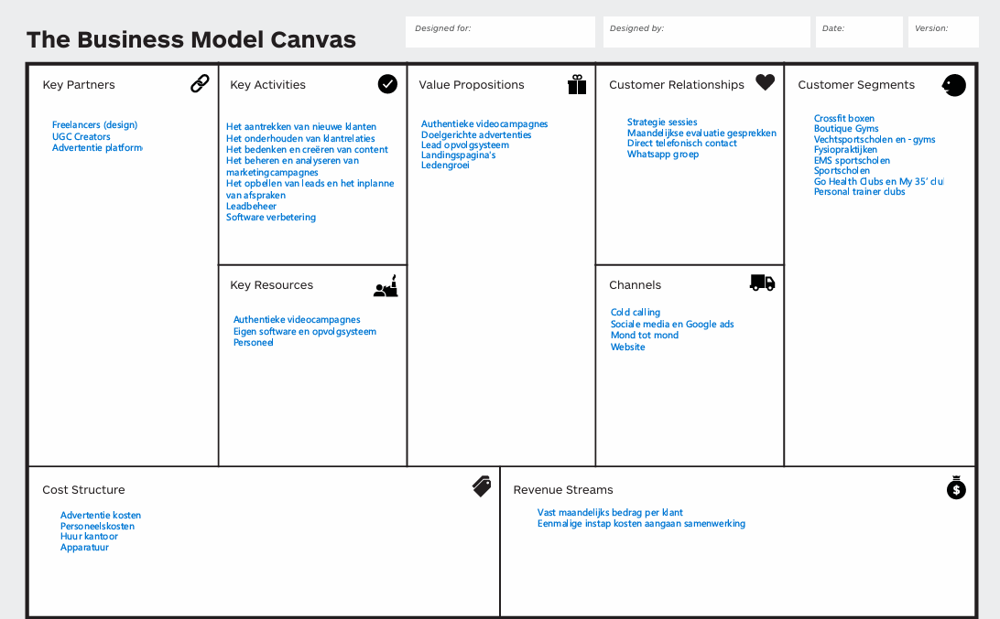 The Business Model Canvas
Designed for:
Designed by:
Date:
Version:
Key Partners
Freelancers (design)
UGC Creators
Advertentie platform
Key Activities
Het aantrekken van nieuwe klanten
Het onderhouden van klantrelaties
Het bedenken en creëren van content
Het beheren en analyseren van
marketingcampagnes
Het opbellen van leads en het inplanne
van afspraken
Leadbeheer
Software verbetering
Key Resources
Authentieke videocampagnes
Eigen software en opvolgsysteem
Personeel
Value Propositions
Authentieke videocampagnes
Doelgerichte advertenties
Lead opvolgsysteem
Landingspagina's
Ledengroei
Customer Relationships
Strategie sessies
Maandelijkse evaluatie gesprekken
Direct telefonisch contact
Whatsapp groep
Channels
Cold calling
Sociale media en Google ads
Mond tot mond
Website
Customer Segments
Crossfit boxen
Boutique Gyms
Vechtsportscholen en -gyms
Fysiopraktijken
EMS sportscholen
Sportscholen
Go Health Clubs en My 35’ clu
Personal trainer clubs
Cost Structure
Advertentie kosten
Personeelskosten
Huur kantoor
Apparatuur
Revenue Streams
Vast maandelijks bedrag per klant
Eenmalige instap kosten aangaan samenwerking